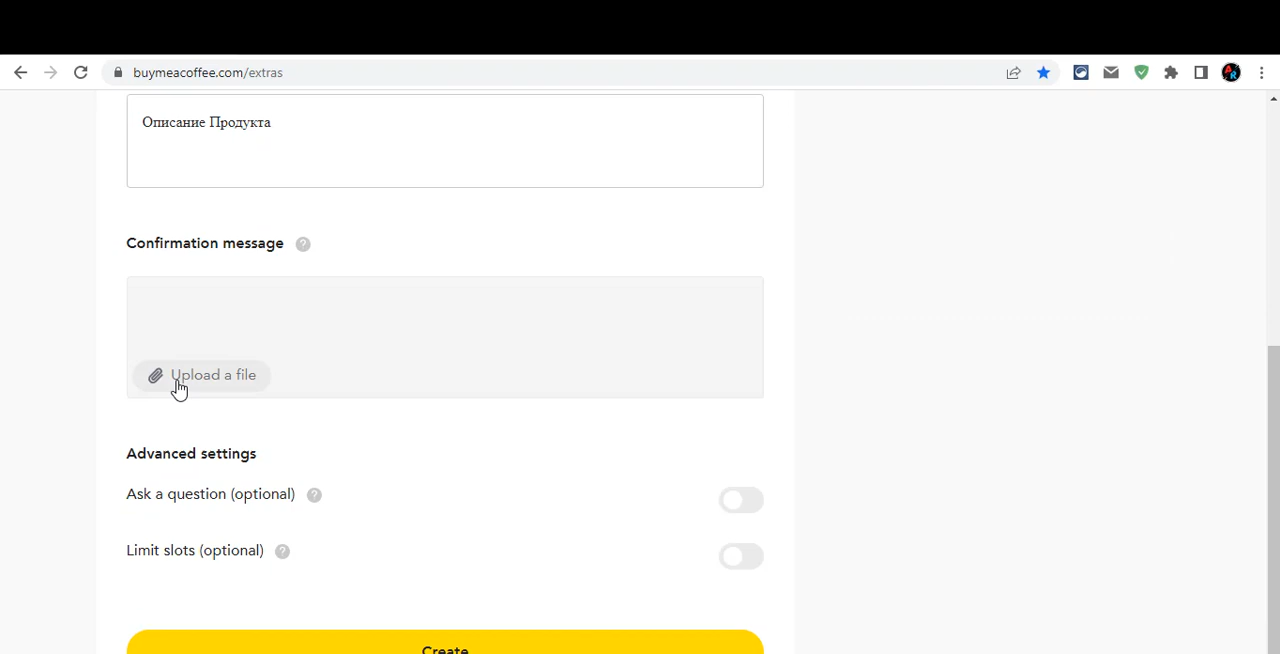 buymeacoffee.com/extras
Описание Продукта
Confirmation message ?
Upload a file
Advanced settings
Ask a question (optional) ?
Limit slots (optional) ?
Create